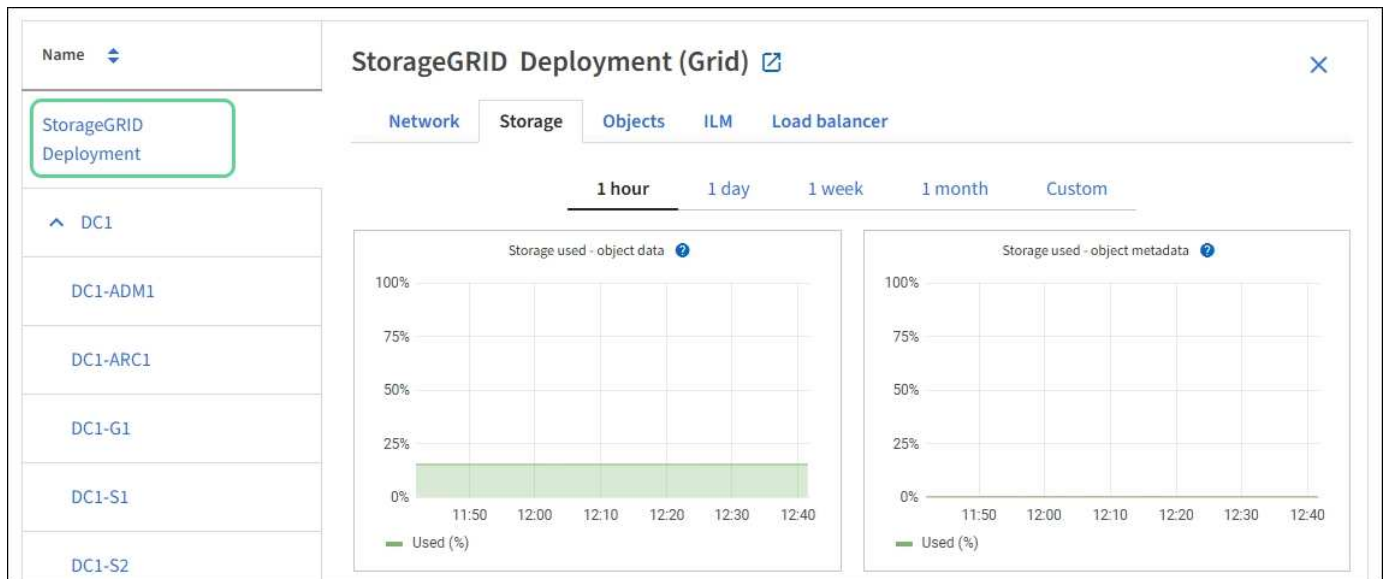 Name
StorageGRID
Deployment
DC1
DC1-ADM1
DC1-ARC1
DC1-G1
DC1-S1
DC1-S2
StorageGRID Deployment (Grid)
Network Storage Objects ILM Load balancer
1 hour 1 day 1 week 1 month Custom
Storage used - object data ?
100%
75%
50%
25%
0%
11:50 12:00 12:10 12:20 12:30 12:40
Used (%)
Storage used - object metadata ?
100%
75%
50%
25%
0%
11:50 12:00 12:10 12:20 12:30 12:40
Used (%)